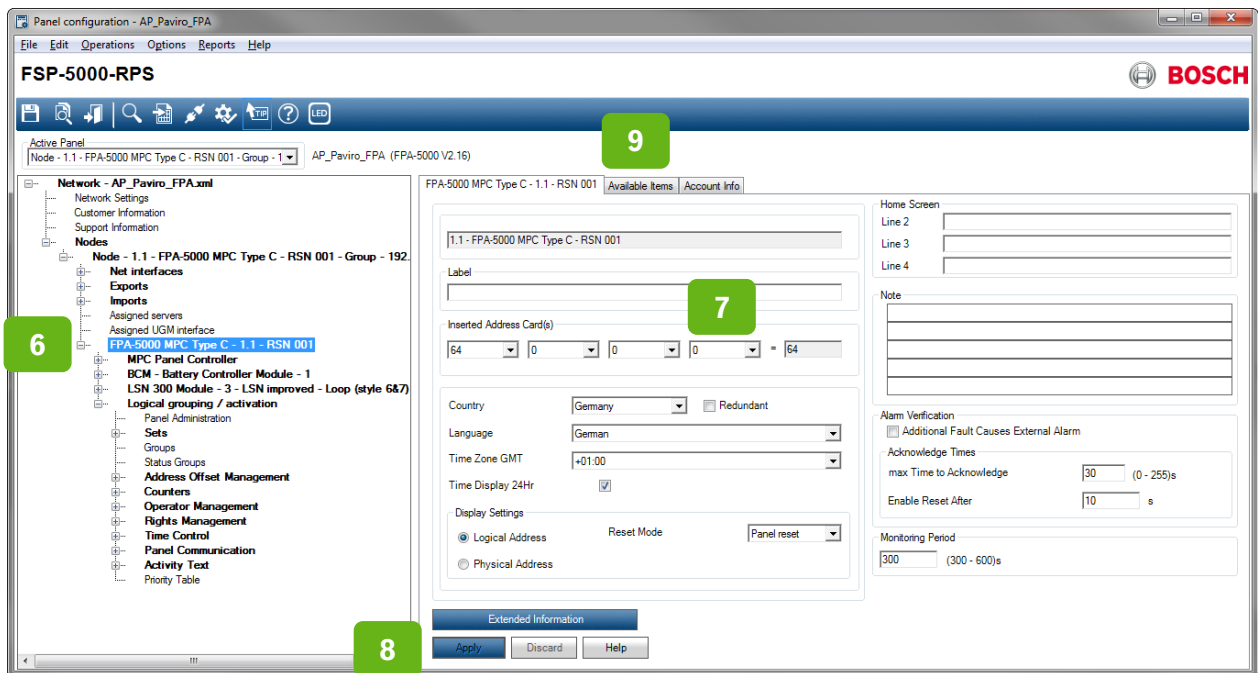 Panel configuration - AP_Paviro_FPA
File Edit Operations Options Reports Help
FSP-5000-RPS
BOSCH
TIP ? LED
Active Panel
Node - 1.1 - FPA-5000 MPC Type C - RSN 001 - Group - 1
AP_Paviro_FPA (FPA-5000 V2.16)
9
Network - AP_Paviro_FPA.xml
Network Settings
Customer Information
Support Information
Nodes
Node - 1.1 - FPA-5000 MPC Type C - RSN 001 - Group - 192.
Net interfaces
Exports
Imports
Assigned servers
Assigned UGM interface
6
FPA-5000 MPC Type C - 1.1 - RSN 001
MPC Panel Controller
BCM - Battery Controller Module - 1
LSN 300 Module - 3 - LSN improved - Loop (style 6&7)
Logical grouping / activation
Panel Administration
Sets
Groups
Status Groups
Address Offset Management
Counters
Operator Management
Rights Management
Time Control
Panel Communication
Activity Text
Priority Table
FPA-5000 MPC Type C - 1.1 - RSN 001 Available Items Account Info
1.1 - FPA-5000 MPC Type C - RSN 001
Label
7
Inserted Address Card(s)
64 0 0 0 = 64
Country Germany Redundant
Language German
Time Zone GMT +01:00
Time Display 24Hr
Display Settings
Logical Address Reset Mode Panel reset
Physical Address
Extended Information
8
Apply Discard Help
Home Screen
Line 2
Line 3
Line 4
Note
Alarm Verification
Additional Fault Causes External Alarm
Acknowledge Times
max Time to Acknowledge 30 (0 - 255)s
Enable Reset After 10 s
Monitoring Period
300 (300 - 600)s